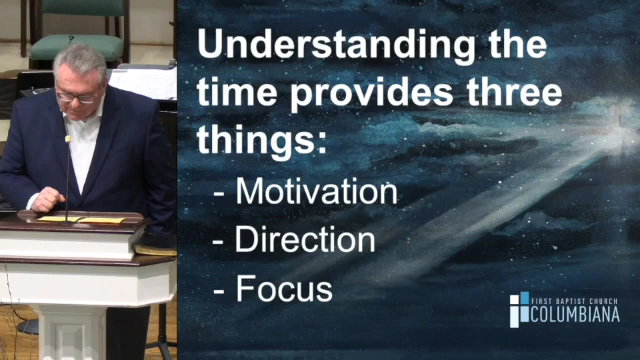 Understanding the
time provides three
things:
- Motivation
- Direction
- Focus
FIRST BAPTIST CHURCH
COLUMBIANA